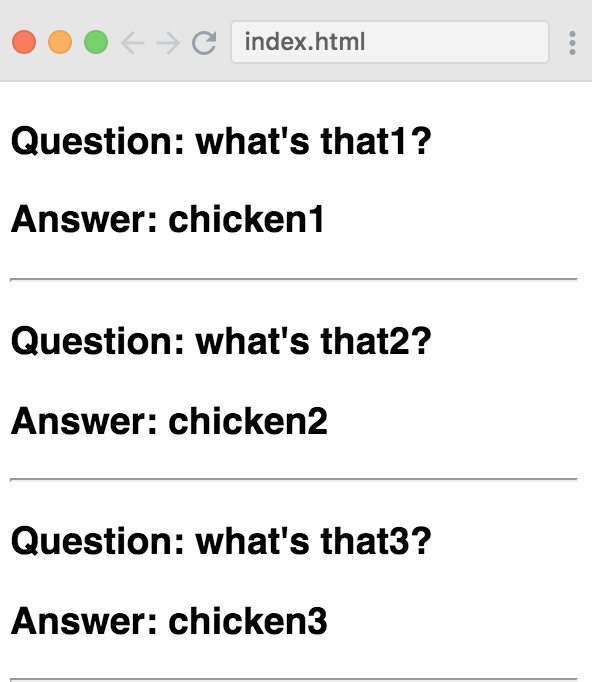 index.html
Question: what's that1?
Answer: chicken1
Question: what's that2?
Answer: chicken2
Question: what's that3?
Answer: chicken3